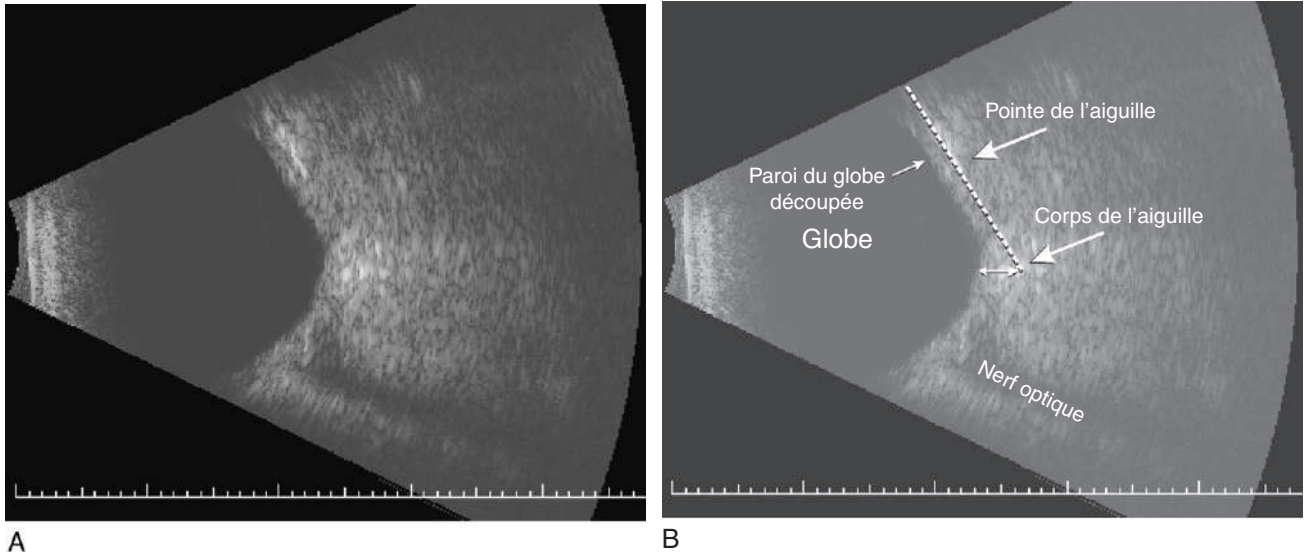 Pointe de l’aiguille
Paroi du globe
découpée
Corps de l’aiguille
Globe
Nerf optique
A
B